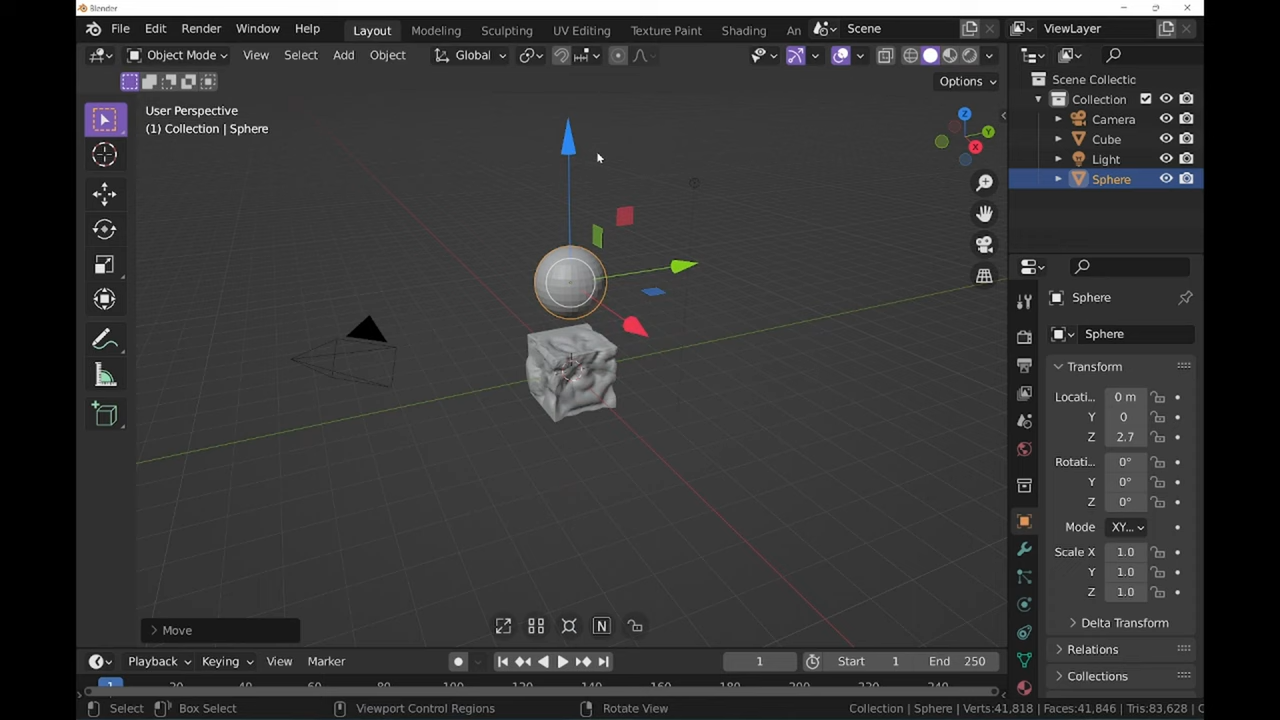 Blender
File Edit Render Window Help Layout Modeling Sculpting UV Editing Texture Paint Shading An Scene ViewLayer
Object Mode View Select Add Object Global
Options
User Perspective
(1) Collection | Sphere
Z
Y
X
Scene Collectic
Collection
Camera
Cube
Light
Sphere
Sphere
Sphere
Transform
Locati... 0 m
Y 0
Z 2.7
Rotati... 0°
Y 0°
Z 0°
Mode XY...
Scale X 1.0
Y 1.0
Z 1.0
Delta Transform
Relations
Collections
Move
N
Playback Keying View Marker 1 Start 1 End 250
1
Select Box Select Viewport Control Regions Rotate View Collection | Sphere | Verts:41,818 | Faces:41,846 | Tris:83,628 | C